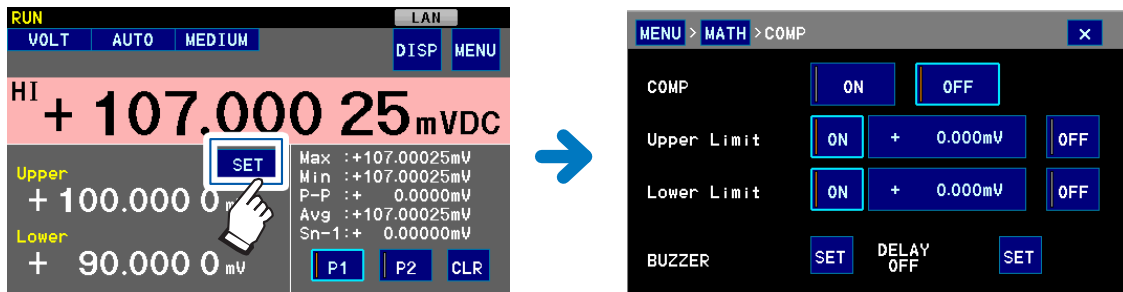 RUN LAN
VOLT AUTO MEDIUM
DISP MENU
HI
+ 107.000 25 mVDC
SET
Upper
+ 100.000 0
Lower
+ 90.000 0 mV
Max :+107.00025mV
Min :+107.00025mV
P-P :+ 0.0000mV
Avg :+107.00025mV
Sn-1:+ 0.00000mV
P1 P2 CLR
MENU > MATH > COMP ×
COMP ON OFF
Upper Limit ON + 0.000mV OFF
Lower Limit ON + 0.000mV OFF
BUZZER SET DELAY OFF SET